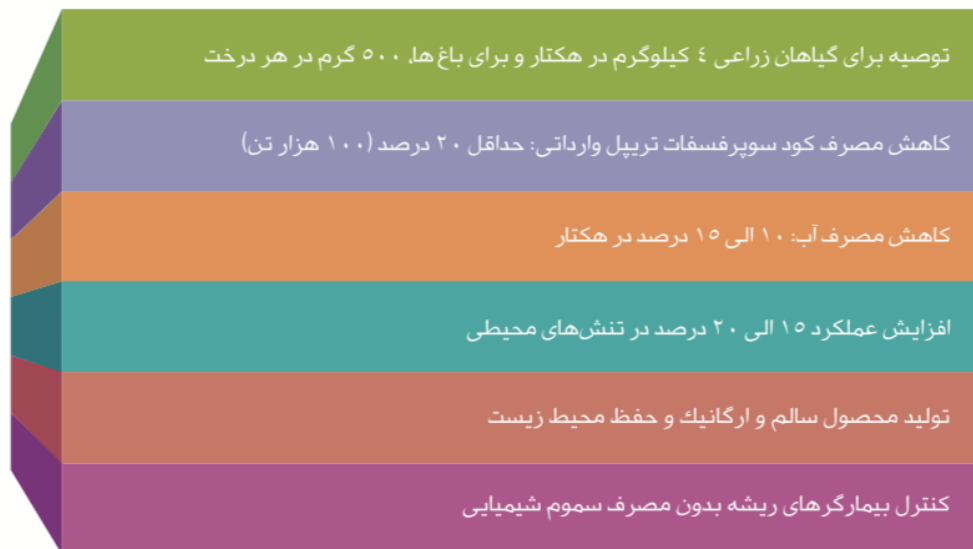 توصیه برای گیاهان زراعی ٤ کیلوگرم در هکتار و برای باغ‌ها، ٥٠٠ گرم در هر درخت
کاهش مصرف کود سوپرفسفات تریپل وارداتی: حداقل ٢٠ درصد (١٠٠ هزار تن)
کاهش مصرف آب: ١٠ الی ١٥ درصد در هکتار
افزایش عملکرد ١٥ الی ٢٠ درصد در تنش‌های محیطی
تولید محصول سالم و ارگانیك و حفظ محیط زیست
کنترل بیمارگرهای ریشه بدون مصرف سموم شیمیایی